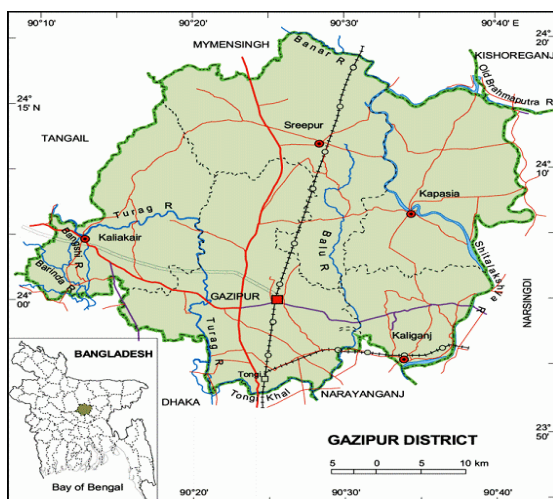 90°10'
90°20'
90°30'
90°40' E
24°
20'
MYMENSINGH
Banar R
KISHOREGANJ
Old Brahmaputra R
24°
15' N
Sreepur
TANGAIL
24°
10'
Kapasia
Turag R
Kaliakair
Bangshi R
Balu R
Shitalakshya R
Barinda R
24°
00'
GAZIPUR
NARSINGDI
Turag R
Kaliganj
BANGLADESH
Tongi
DHAKA
Tongi-Khal
NARAYANGANJ
23°
50'
GAZIPUR DISTRICT
5 0 5 10 km
Bay of Bengal
90°20'
90°30'
90°40'